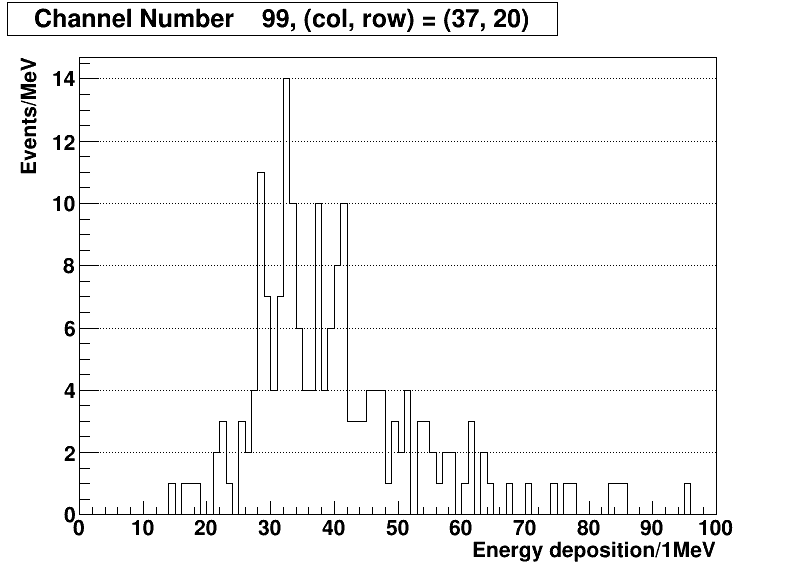 Channel Number 99, (col, row) = (37, 20)
Events/MeV
14
12
10
8
6
4
2
0
0 10 20 30 40 50 60 70 80 90 100
Energy deposition/1MeV